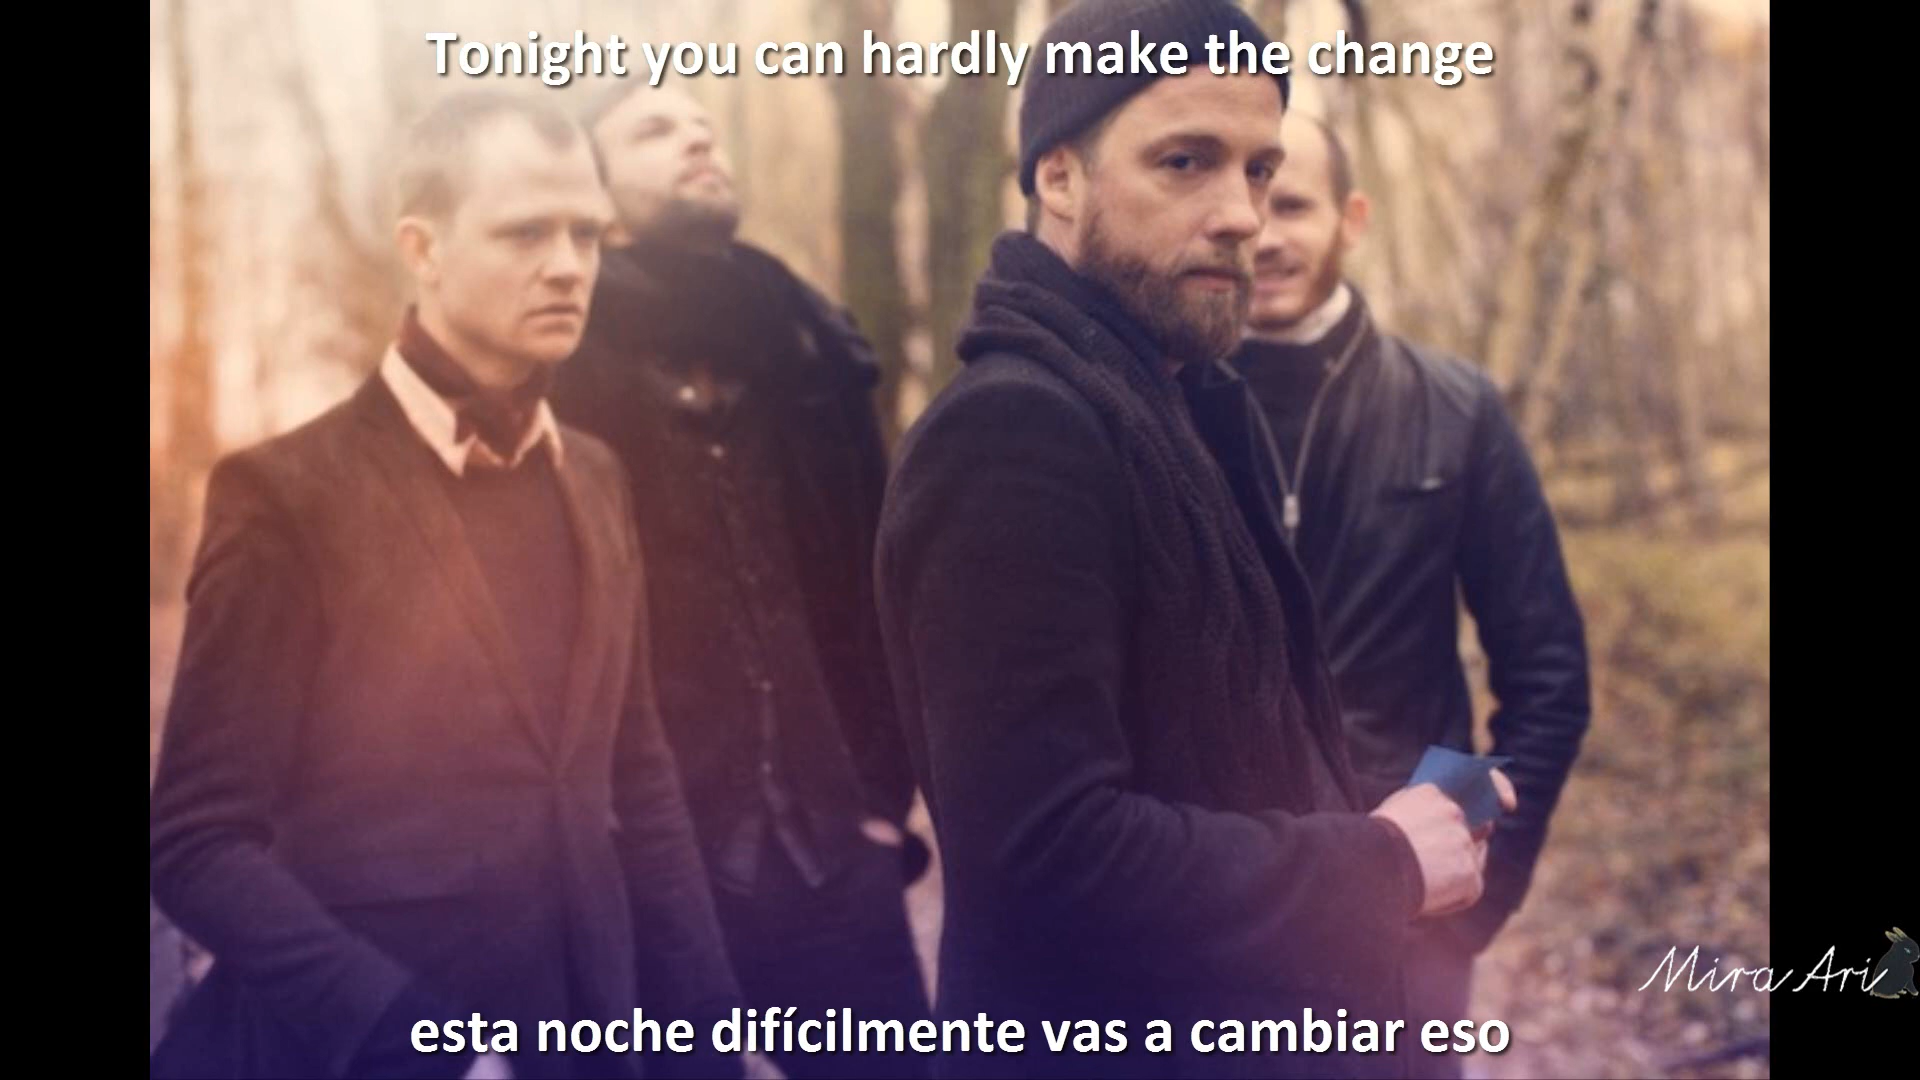 Tonight you can hardly make the change
Mira Ari
esta noche difícilmente vas a cambiar eso